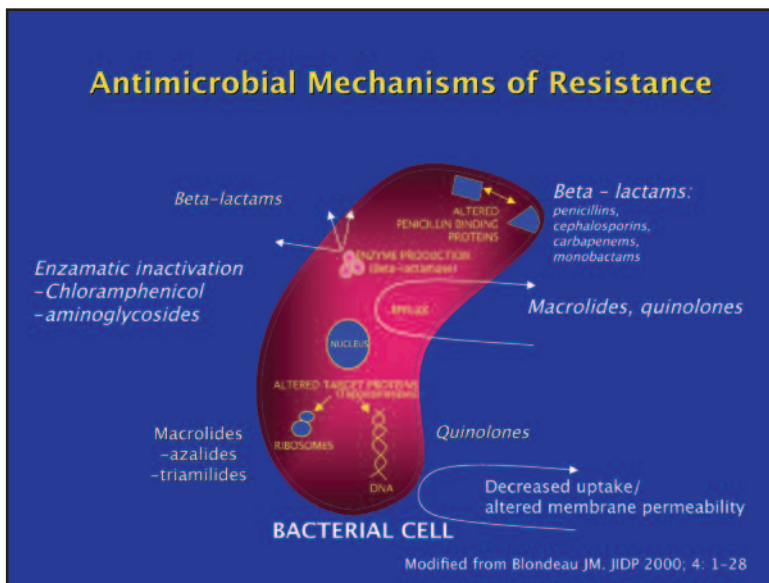 Antimicrobial Mechanisms of Resistance
Beta-lactams
ALTERED
PENICILLIN BINDING
PROTEINS
Beta - lactams:
penicillins,
cephalosporins,
carbapenems,
monobactams
ENZYME PRODUCTION
(Beta-lactamase)
Enzamatic inactivation
-Chloramphenicol
-aminoglycosides
EFFLUX
Macrolides, quinolones
NUCLEUS
ALTERED TARGET PROTEINS
RIBOSOMES
DNA
Macrolides
-azalides
-triamilides
Quinolones
Decreased uptake/
altered membrane permeability
BACTERIAL CELL
Modified from Blondeau JM. JIDP 2000; 4: 1-28